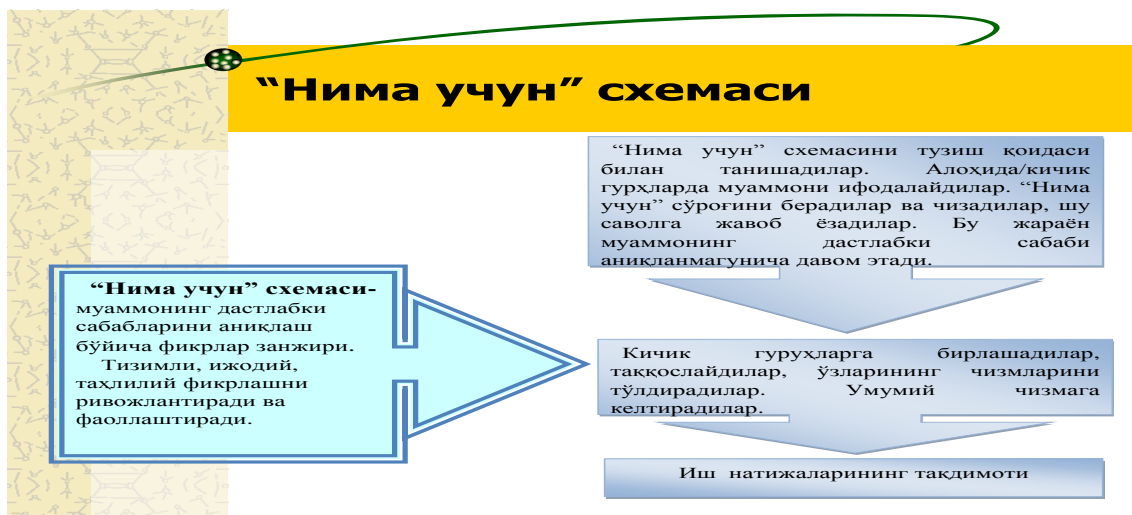 “Нима учун” схемаси
“Нима учун” схемасини тузиш қоидаси
билан танишадилар. Алоҳида/кичик
гурҳларда муаммони ифодалайдилар. “Нима
учун” сўроғини берадилар ва чизадилар, шу
саволга жавоб ёзадилар. Бу жараён
муаммонинг дастлабки сабаби
аниқланмагунича давом этади.
“Нима учун” схемаси-
муаммонинг дастлабки
сабабларини аниқлаш
бўйича фикрлар занжири.
Тизимли, ижодий,
таҳлилий фикрлашни
ривожлантиради ва
фаоллаштиради.
Кичик гуруҳларга бирлашадилар,
таққослайдилар, ўзларининг чизмларини
тўлдирадилар. Умумий чизмага
келтирадилар.
Иш натижаларининг тақдимоти